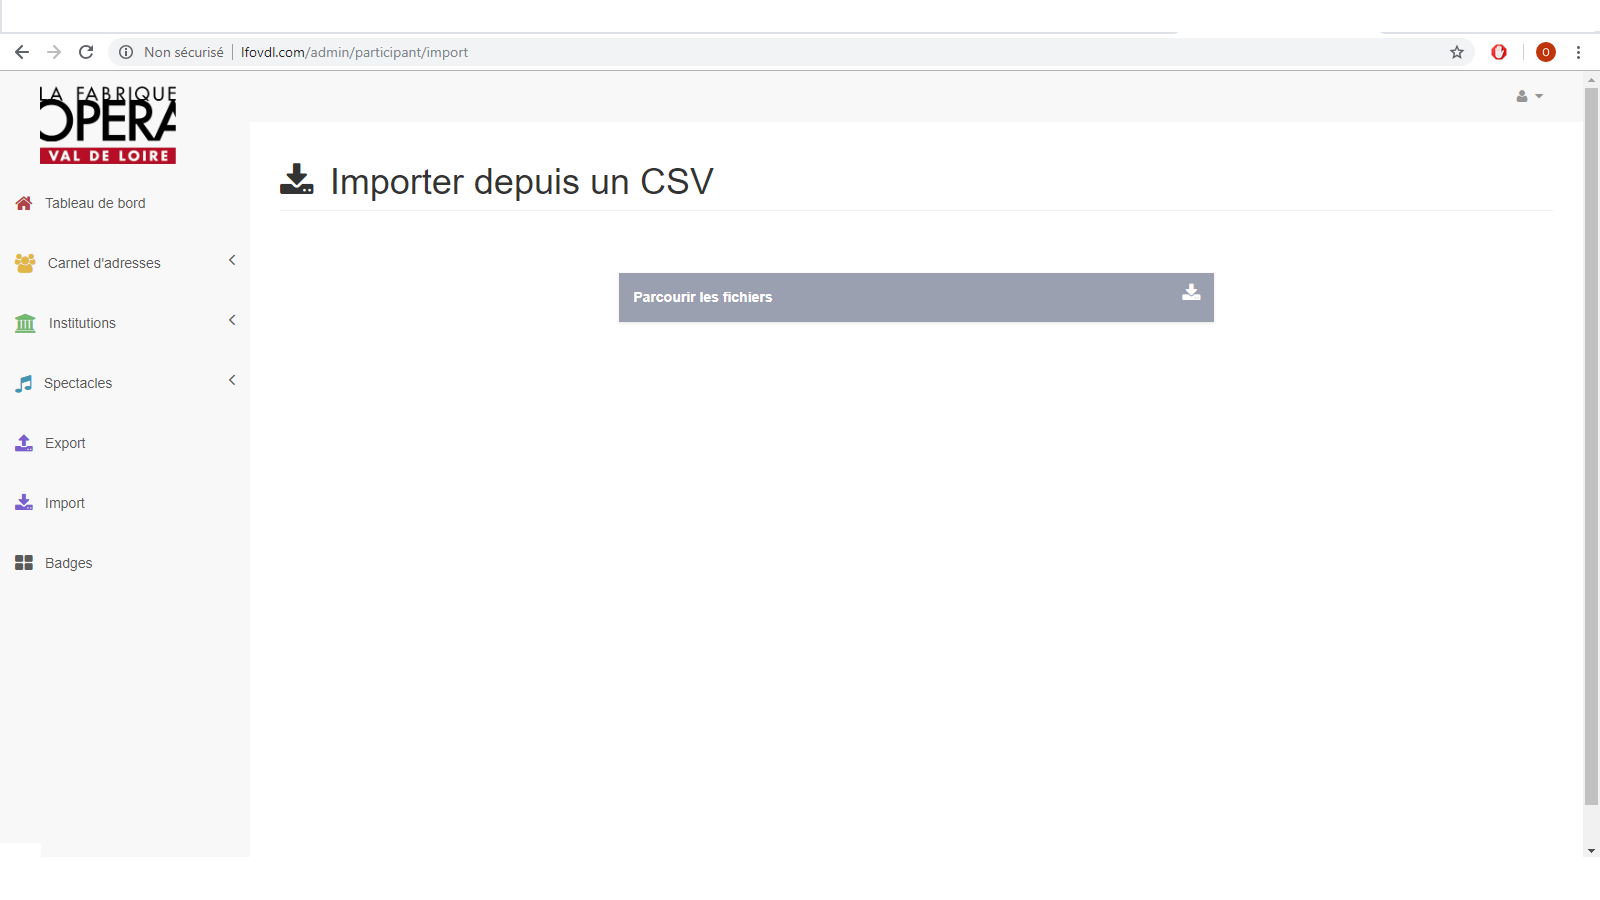 Non sécurisé
lfovdl.com/admin/participant/import
O
LA FABRIQUE
OPERA
VAL DE LOIRE
Importer depuis un CSV
Tableau de bord
Carnet d'adresses
Parcourir les fichiers
Institutions
Spectacles
Export
Import
Badges